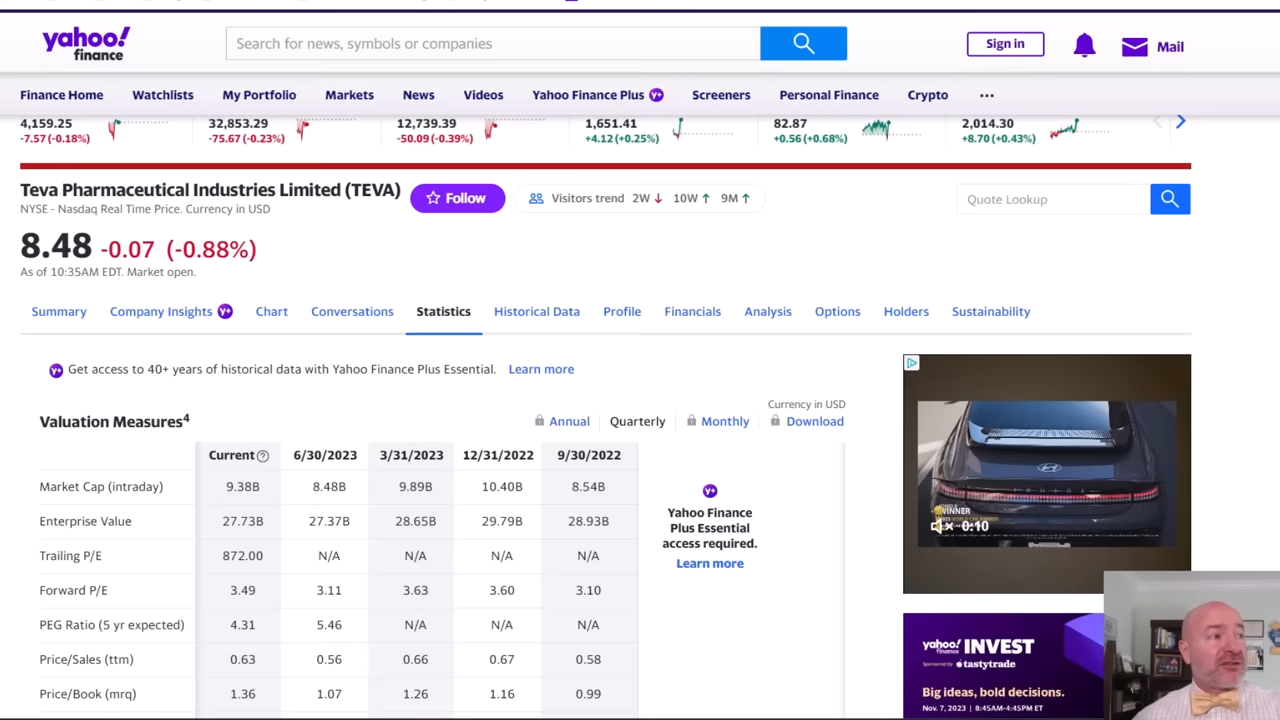 yahoo!
finance
Search for news, symbols or companies
Sign in
Mail
Finance Home Watchlists My Portfolio Markets News Videos Yahoo Finance Plus Y+ Screeners Personal Finance Crypto ...
4,159.25 32,853.29 12,739.39 1,651.41 82.87 2,014.30
-7.57 (-0.18%) -75.67 (-0.23%) -50.09 (-0.39%) +4.12 (+0.25%) +0.56 (+0.68%) +8.70 (+0.43%)
Teva Pharmaceutical Industries Limited (TEVA) Follow Visitors trend 2W ↓ 10W ↑ 9M ↑ Quote Lookup
NYSE - Nasdaq Real Time Price. Currency in USD
8.48 -0.07 (-0.88%)
As of 10:35AM EDT. Market open.
Summary Company Insights Y+ Chart Conversations Statistics Historical Data Profile Financials Analysis Options Holders Sustainability
Y+ Get access to 40+ years of historical data with Yahoo Finance Plus Essential. Learn more
Currency in USD
Valuation Measures4 Annual Quarterly Monthly Download
Current ? 6/30/2023 3/31/2023 12/31/2022 9/30/2022
Market Cap (intraday) 9.38B 8.48B 9.89B 10.40B 8.54B
Enterprise Value 27.73B 27.37B 28.65B 29.79B 28.93B
Trailing P/E 872.00 N/A N/A N/A N/A
Forward P/E 3.49 3.11 3.63 3.60 3.10
PEG Ratio (5 yr expected) 4.31 5.46 N/A N/A N/A
Price/Sales (ttm) 0.63 0.56 0.66 0.67 0.58
Price/Book (mrq) 1.36 1.07 1.26 1.16 0.99
Y+
Yahoo Finance
Plus Essential
access required.
Learn more
WINNER
0:10
yahoo!
finance INVEST
Sponsored by tastytrade
Big ideas, bold decisions.
Nov. 7, 2023 | 8:45AM-4:45PM ET